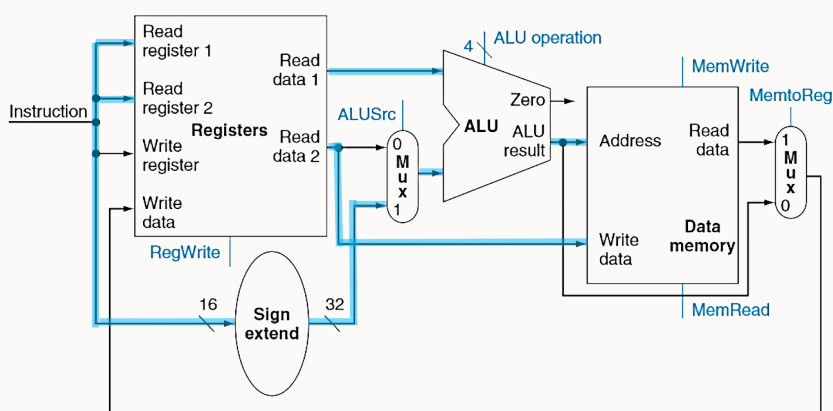 Instruction
Read
register 1
Read
register 2
Write
register
Write
data
Registers
Read
data 1
Read
data 2
RegWrite
16
Sign
extend
32
ALUSrc
0
M
u
x
1
4
ALU operation
ALU
Zero
ALU
result
MemWrite
Address
Read
data
Write
data
Data
memory
MemRead
MemtoReg
1
M
u
x
0